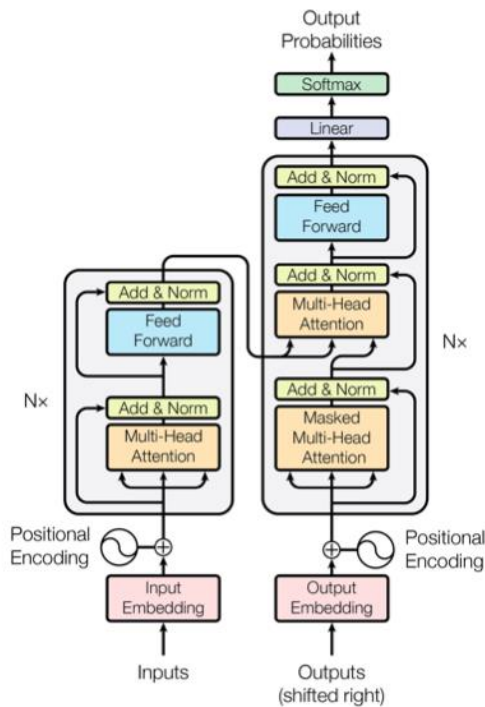 Output
Probabilities
Softmax
Linear
Add & Norm
Feed
Forward
Add & Norm
Multi-Head
Attention
Add & Norm
Masked
Multi-Head
Attention
Nx
Add & Norm
Feed
Forward
Add & Norm
Multi-Head
Attention
Nx
Positional
Encoding
Positional
Encoding
Input
Embedding
Output
Embedding
Inputs
Outputs
(shifted right)